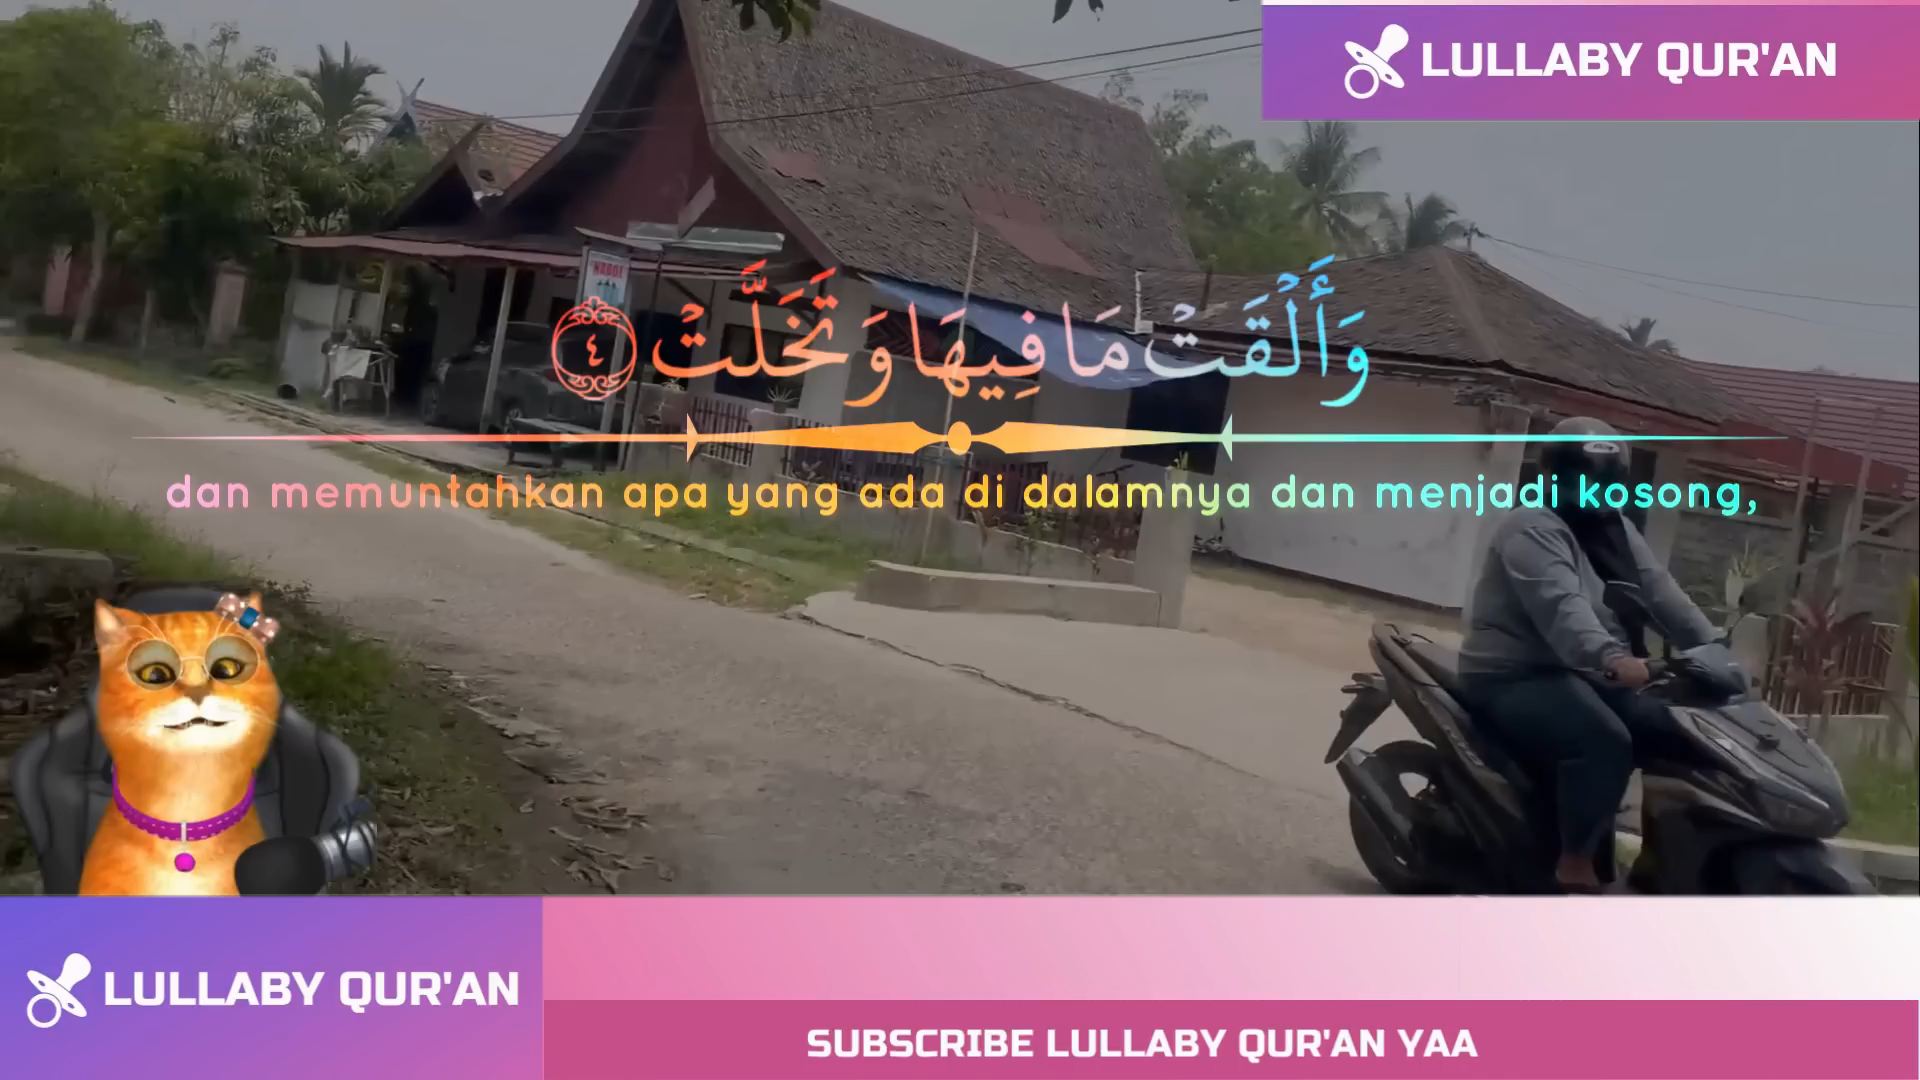 LULLABY QUR'AN
NABOL
وَأَلْقَتْ مَا فِيهَا وَتَخَلَّتْ ٤
dan memuntahkan apa yang ada di dalamnya dan menjadi kosong,
LULLABY QUR'AN
SUBSCRIBE LULLABY QUR'AN YAA